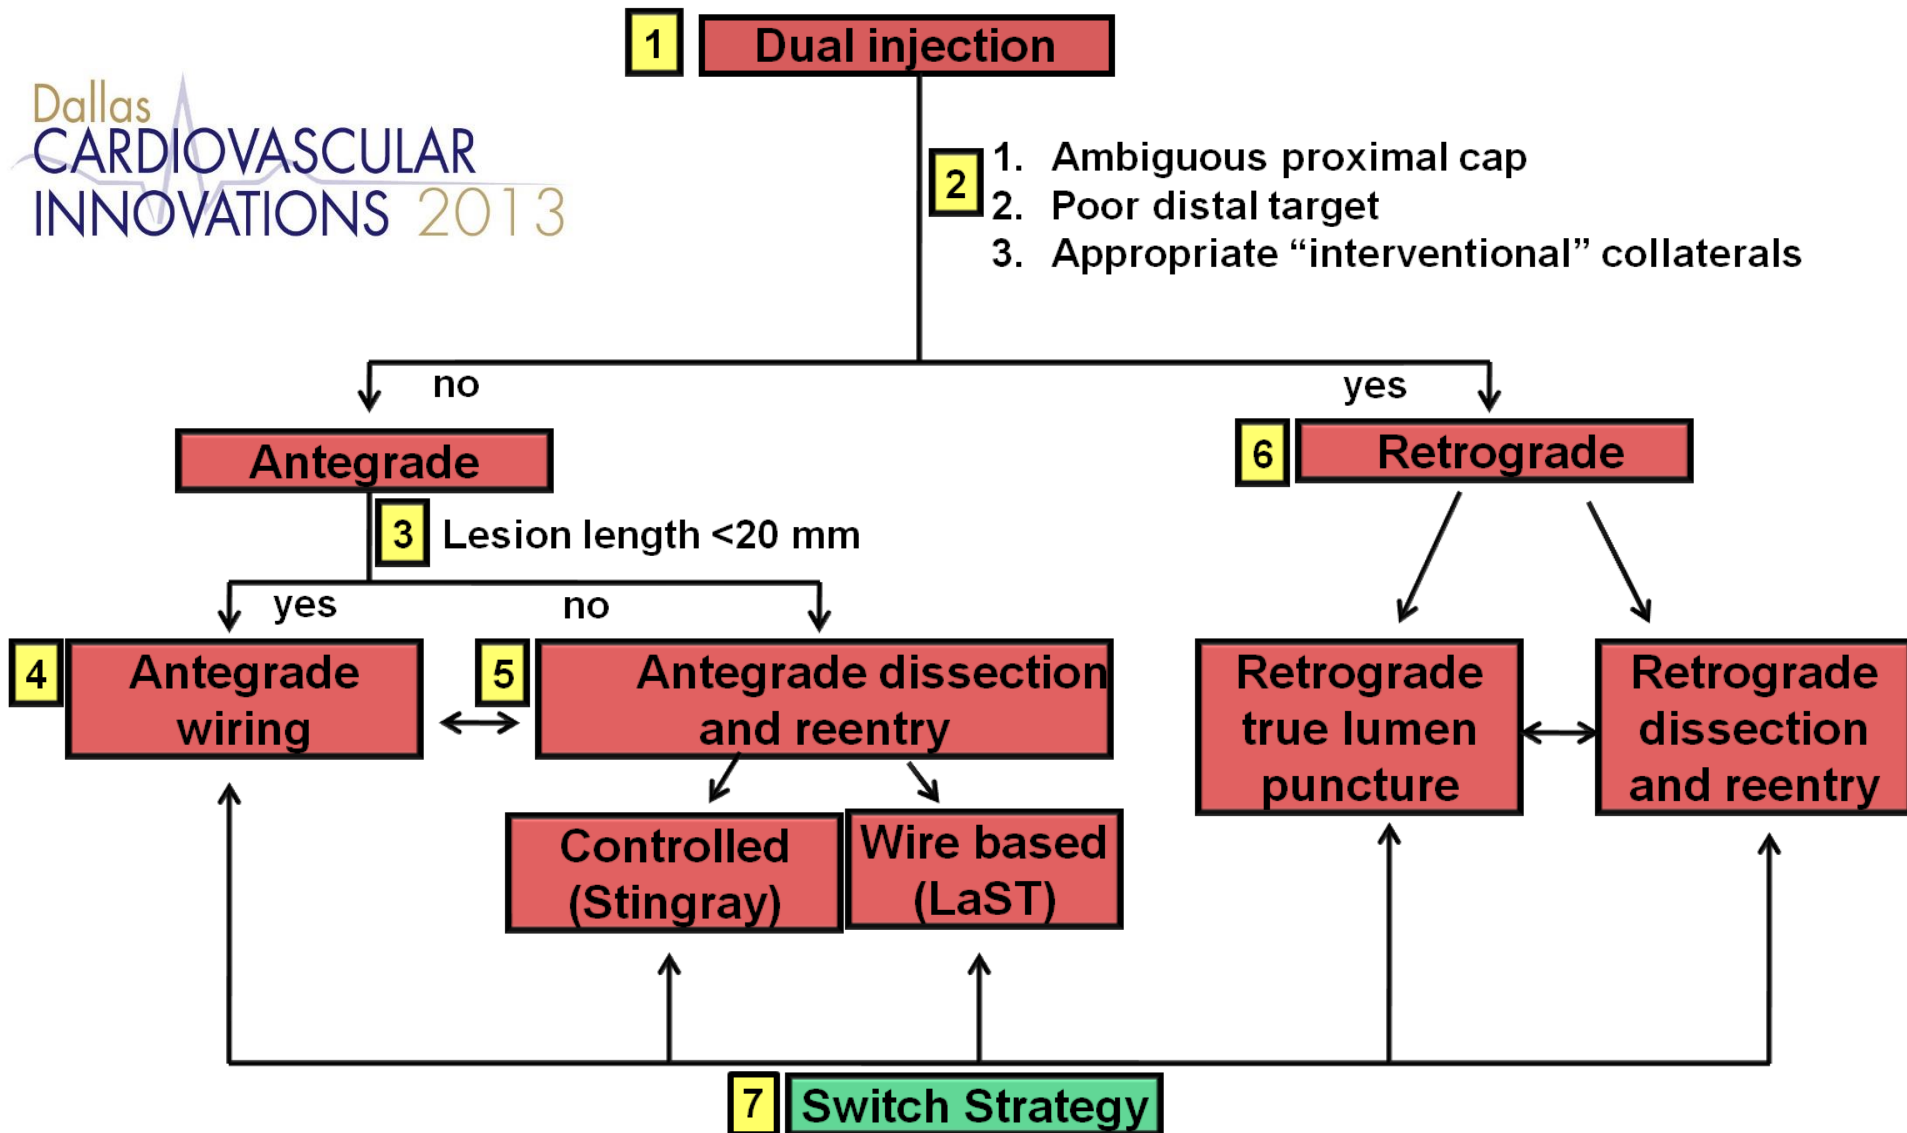 1 Dual injection
Dallas
CARDIOVASCULAR
INNOVATIONS 2013
2
1. Ambiguous proximal cap
2. Poor distal target
3. Appropriate “interventional” collaterals
no
yes
Antegrade
6 Retrograde
3 Lesion length <20 mm
yes
no
4 Antegrade
wiring
5 Antegrade dissection
and reentry
Retrograde
true lumen
puncture
Retrograde
dissection
and reentry
Controlled
(Stingray)
Wire based
(LaST)
7 Switch Strategy